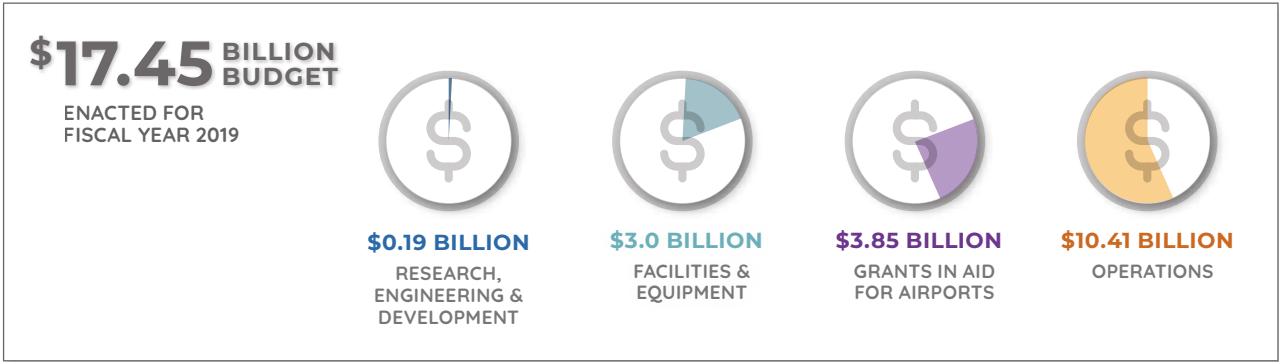 $17.45 BILLION BUDGET
ENACTED FOR
FISCAL YEAR 2019
$
$0.19 BILLION
RESEARCH,
ENGINEERING &
DEVELOPMENT
$
$3.0 BILLION
FACILITIES &
EQUIPMENT
$
$3.85 BILLION
GRANTS IN AID
FOR AIRPORTS
$
$10.41 BILLION
OPERATIONS